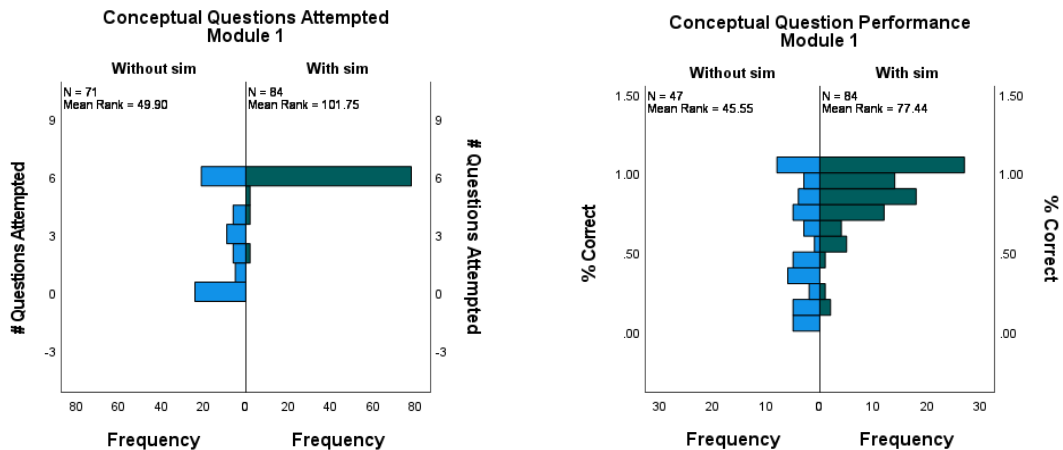 Conceptual Questions Attempted
Module 1
Without sim
With sim
N = 71
Mean Rank = 49.90
N = 84
Mean Rank = 101.75
# Questions Attempted
9
6
3
0
-3
9
6
3
0
-3
# Questions Attempted
80 60 40 20 0 0 20 40 60 80
Frequency
Frequency
Conceptual Question Performance
Module 1
Without sim
With sim
N = 47
Mean Rank = 45.55
N = 84
Mean Rank = 77.44
% Correct
1.50
1.00
.50
.00
1.50
1.00
.50
.00
% Correct
30 20 10 0 0 10 20 30
Frequency
Frequency